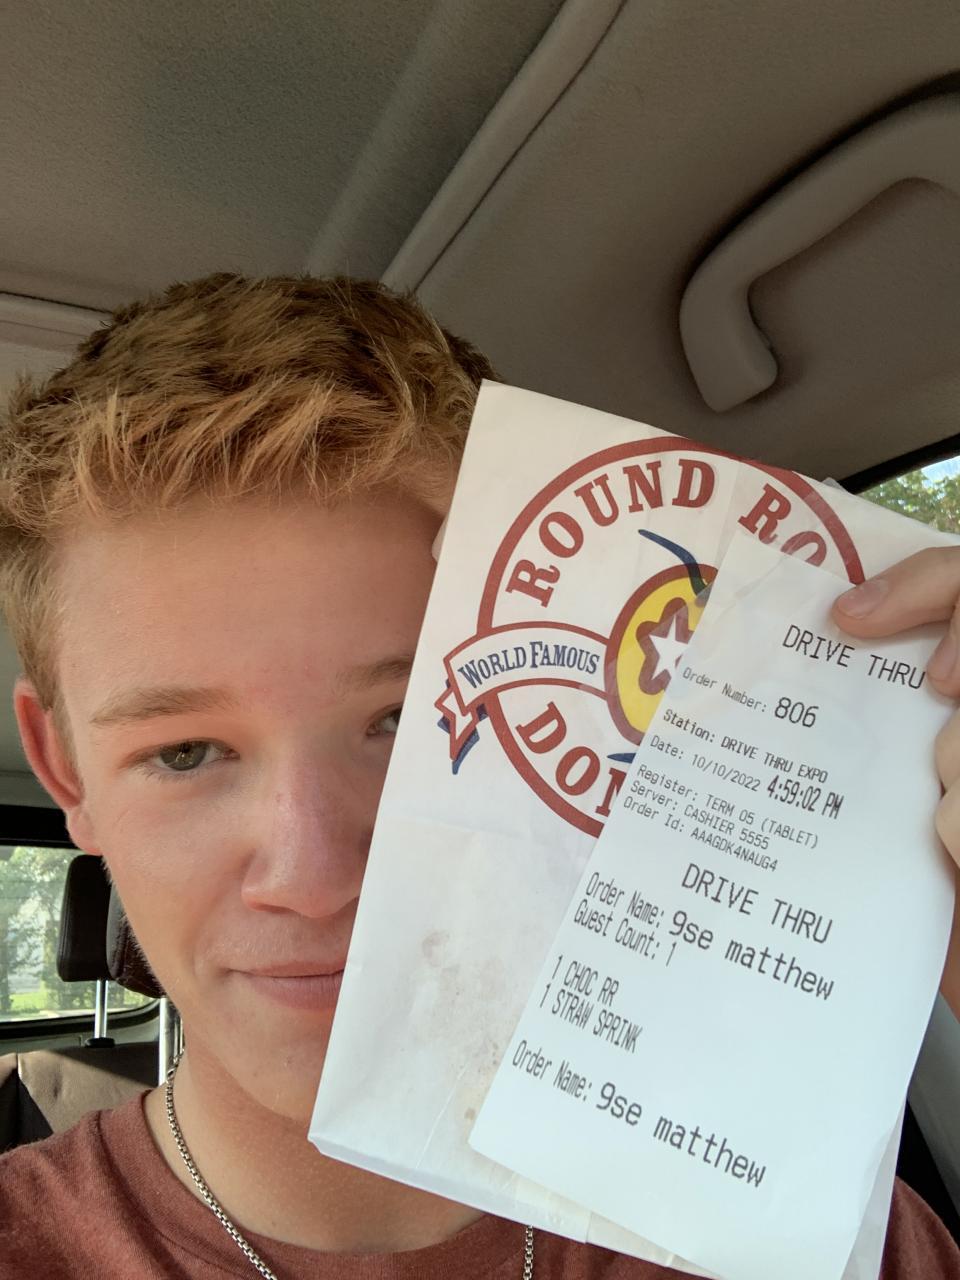 ROUND RO
WORLD FAMOUS
DON
DRIVE THRU
Order Number: 806
Station: DRIVE THRU EXPO
Date: 10/10/2022 4:59:02 PM
Register: TERM 05 (TABLET)
Server: CASHIER 5555
Order Id: AAAGDK4NAUG4
DRIVE THRU
Order Name: 9se matthew
Guest Count: 1
1 CHOC RR
1 STRAW SPRINK
Order Name: 9se matthew